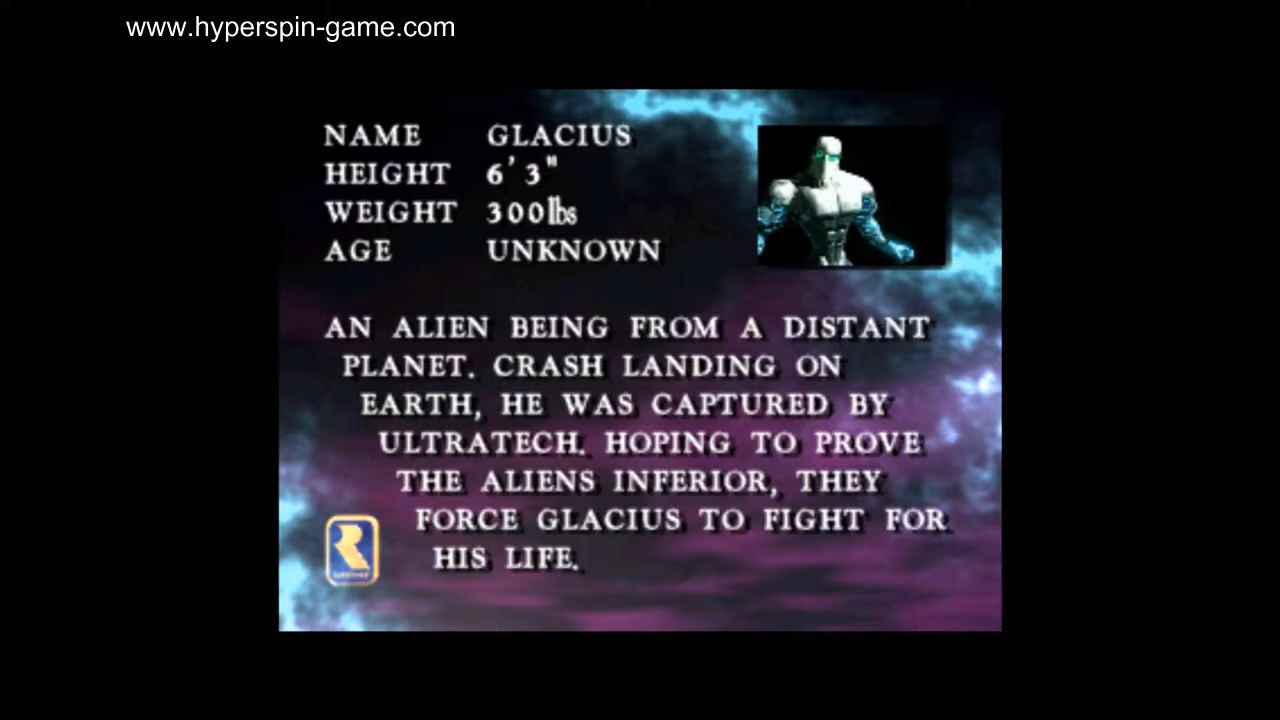 www.hyperspin-game.com
NAME GLACIUS
HEIGHT 6'3"
WEIGHT 300lbs
AGE UNKNOWN
AN ALIEN BEING FROM A DISTANT
PLANET. CRASH LANDING ON
EARTH, HE WAS CAPTURED BY
ULTRATECH. HOPING TO PROVE
THE ALIENS INFERIOR, THEY
FORCE GLACIUS TO FIGHT FOR
HIS LIFE.
R